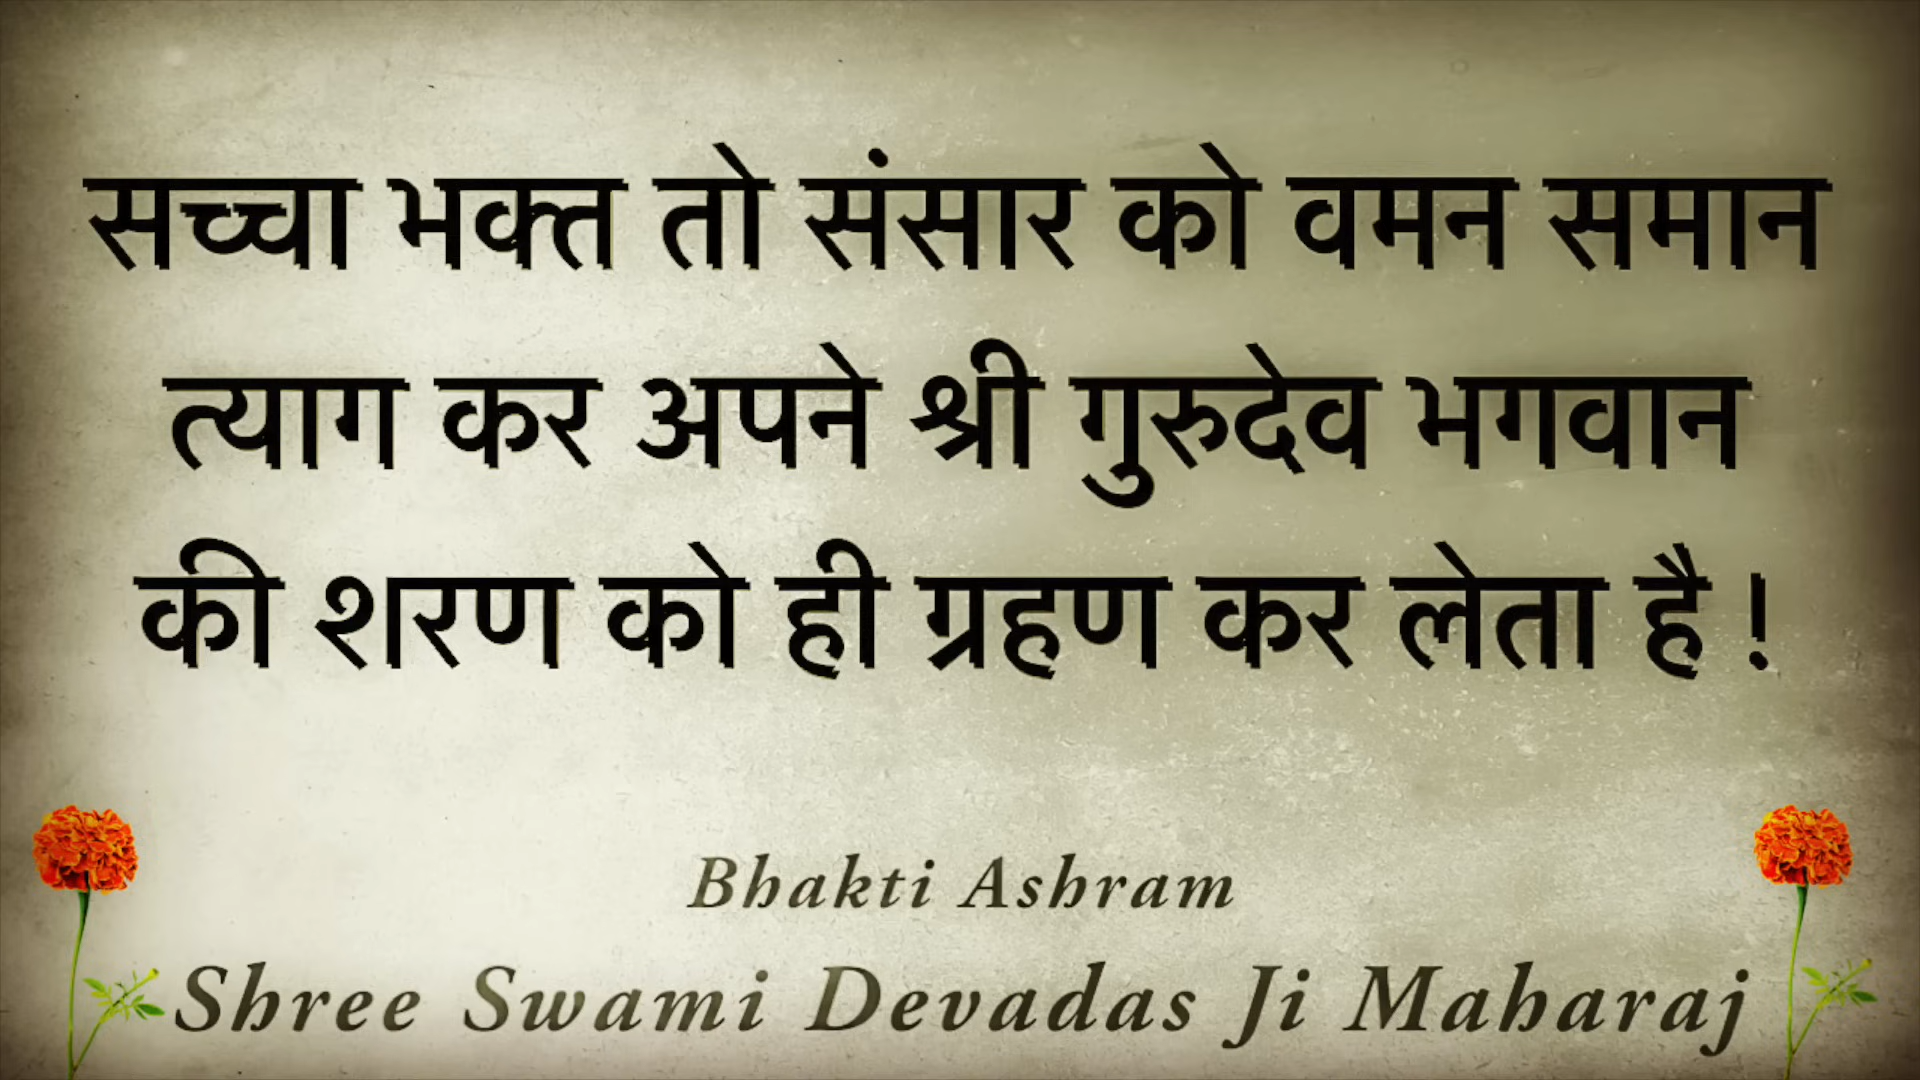 सच्चा भक्त तो संसार को वमन समान
त्याग कर अपने श्री गुरुदेव भगवान
की शरण को ही ग्रहण कर लेता है !
Bhakti Ashram
Shree Swami Devadas Ji Maharaj